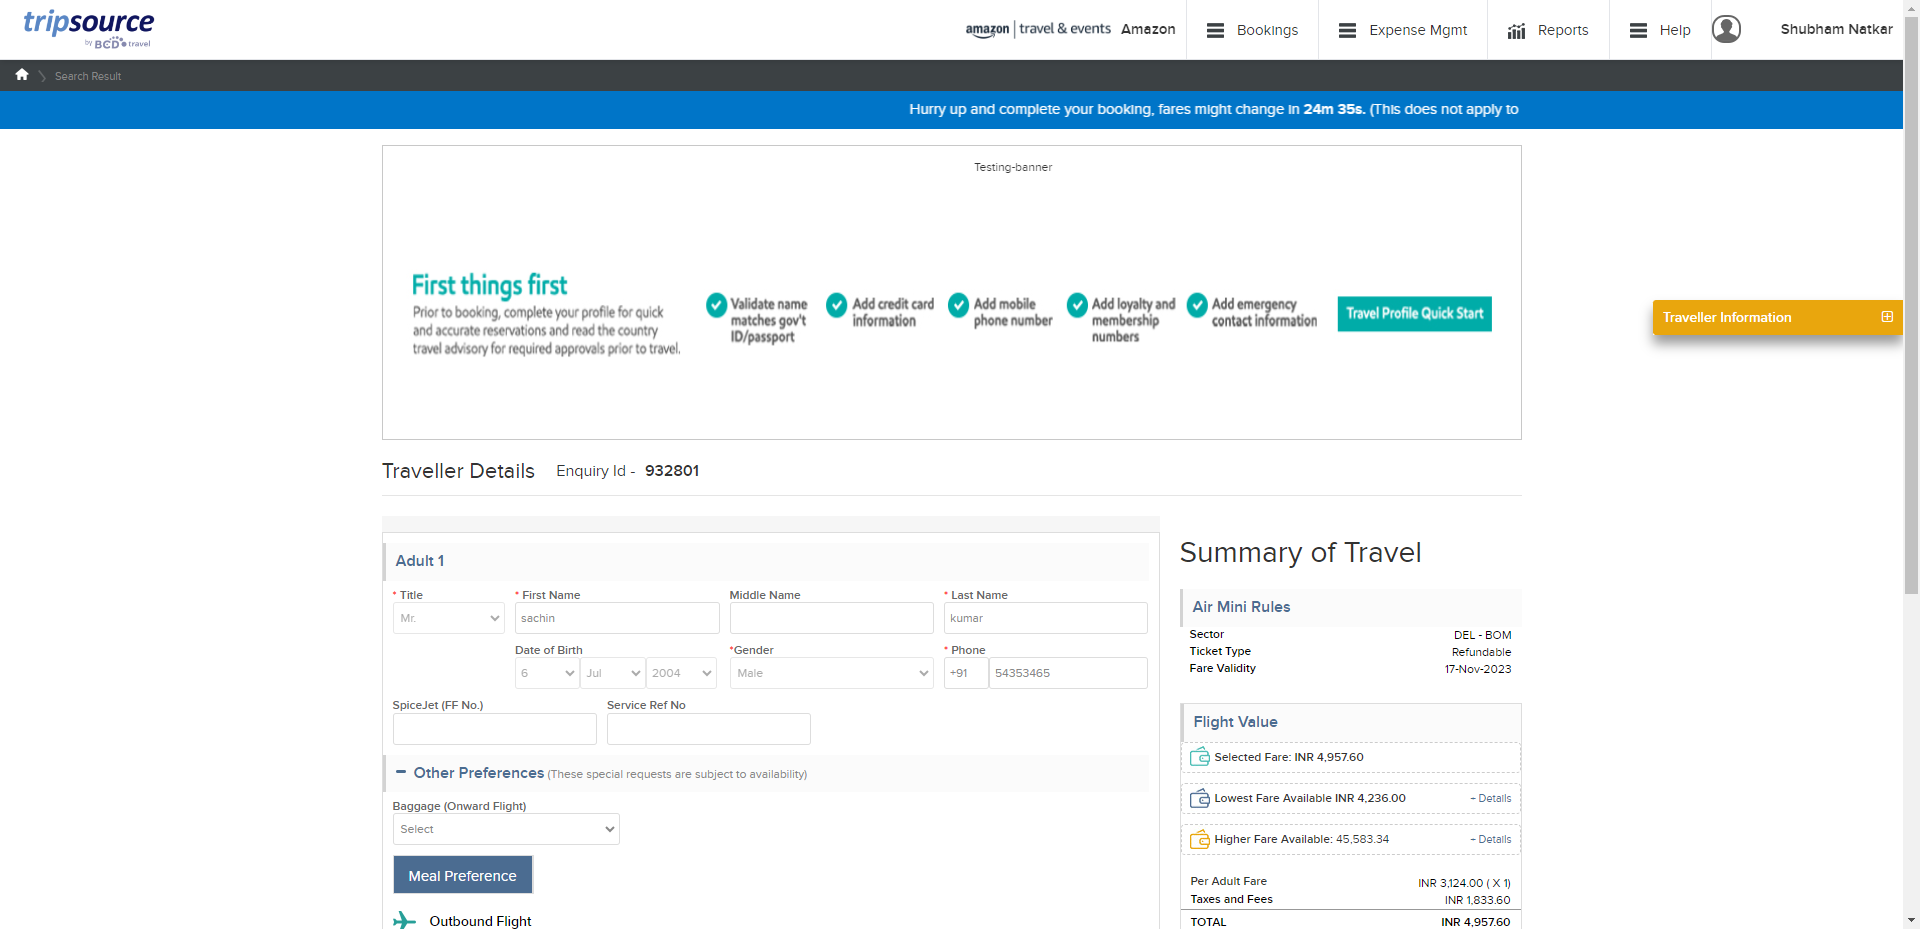 tripsource
by BCD travel
amazon | travel & events Amazon
Bookings
Expense Mgmt
Reports
Help
Shubham Natkar
Search Result
Hurry up and complete your booking, fares might change in 24m 35s. (This does not apply to
Testing-banner
First things first
Prior to booking, complete your profile for quick
and accurate reservations and read the country
travel advisory for required approvals prior to travel.
Validate name
matches gov't
ID/passport
Add credit card
information
Add mobile
phone number
Add loyalty and
membership
numbers
Add emergency
contact information
Travel Profile Quick Start
Traveller Information
Traveller Details Enquiry Id - 932801
Adult 1
* Title * First Name Middle Name * Last Name
Mr. sachin kumar
Date of Birth *Gender * Phone
6 Jul 2004 Male +91 54353465
SpiceJet (FF No.) Service Ref No
Other Preferences (These special requests are subject to availability)
Baggage (Onward Flight)
Select
Meal Preference
Outbound Flight
Summary of Travel
Air Mini Rules
Sector DEL - BOM
Ticket Type Refundable
Fare Validity 17-Nov-2023
Flight Value
Selected Fare: INR 4,957.60
Lowest Fare Available INR 4,236.00 + Details
Higher Fare Available: 45,583.34 + Details
Per Adult Fare INR 3,124.00 ( X 1)
Taxes and Fees INR 1,833.60
TOTAL INR 4,957.60